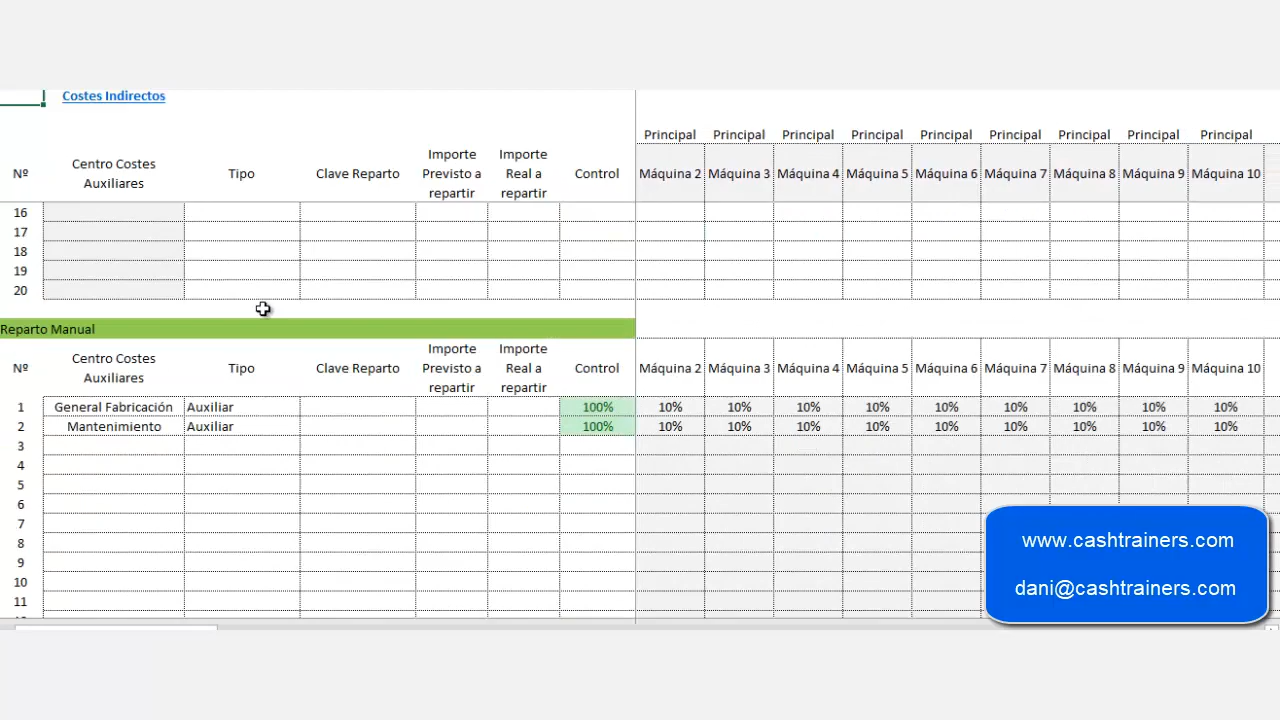 Costes Indirectos
Principal Principal Principal Principal Principal Principal Principal Principal Principal
Nº Centro Costes Auxiliares Tipo Clave Reparto Importe Previsto a repartir Importe Real a repartir Control Máquina 2 Máquina 3 Máquina 4 Máquina 5 Máquina 6 Máquina 7 Máquina 8 Máquina 9 Máquina 10
16
17
18
19
20
Reparto Manual
Nº Centro Costes Auxiliares Tipo Clave Reparto Importe Previsto a repartir Importe Real a repartir Control Máquina 2 Máquina 3 Máquina 4 Máquina 5 Máquina 6 Máquina 7 Máquina 8 Máquina 9 Máquina 10
1 General Fabricación Auxiliar 100% 10% 10% 10% 10% 10% 10% 10% 10% 10%
2 Mantenimiento Auxiliar 100% 10% 10% 10% 10% 10% 10% 10% 10% 10%
3
4
5
6
7
8
9
10
11
www.cashtrainers.com
dani@cashtrainers.com